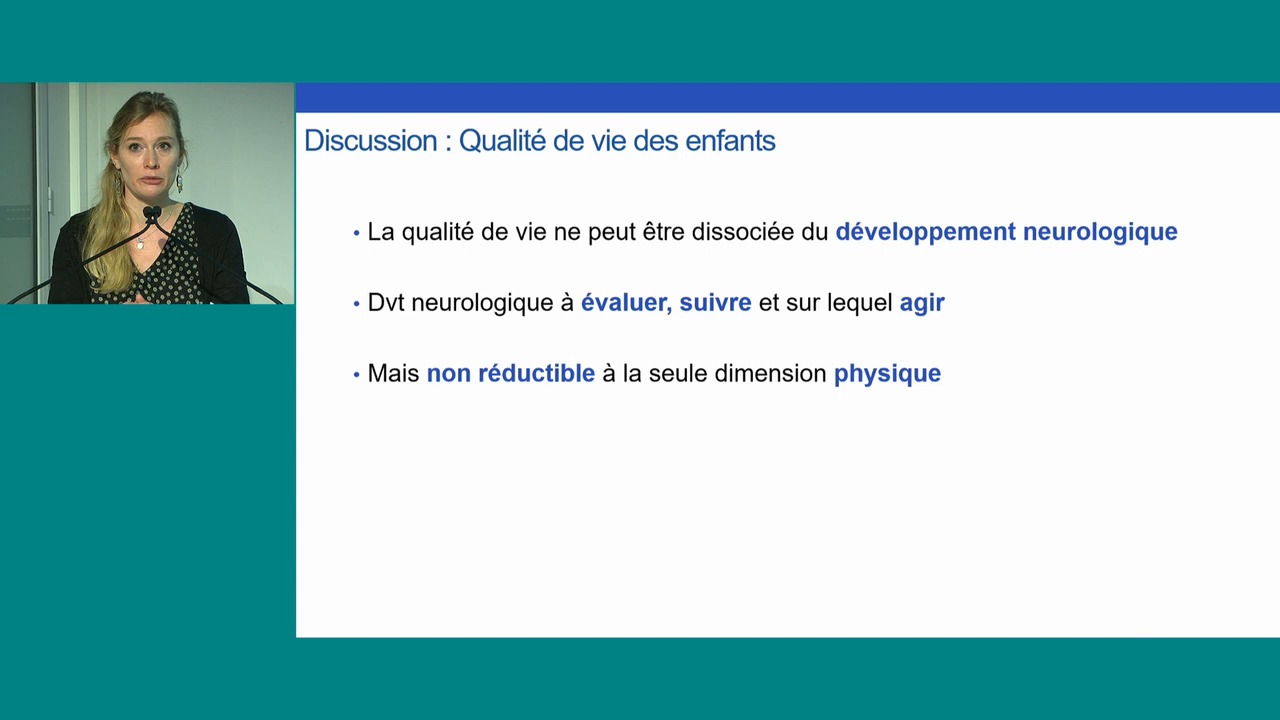 Discussion : Qualité de vie des enfants
• La qualité de vie ne peut être dissociée du développement neurologique
• Dvt neurologique à évaluer, suivre et sur lequel agir
• Mais non réductible à la seule dimension physique